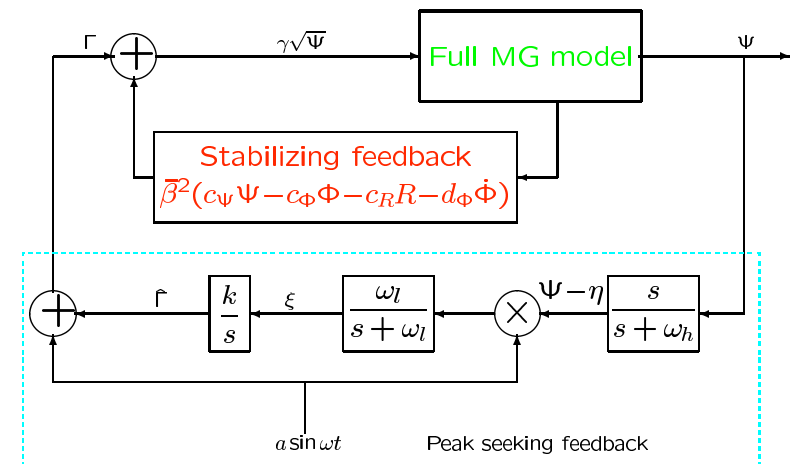 Γ
+
γ√Ψ
Full MG model
Ψ
Stabilizing feedback
β̄²(c_Ψ Ψ − c_Φ Φ − c_R R − d_Φ Φ̇)
+
Γ̂
k/s
ξ
ω_l/(s + ω_l)
×
Ψ − η
s/(s + ω_h)
a sin ωt
Peak seeking feedback